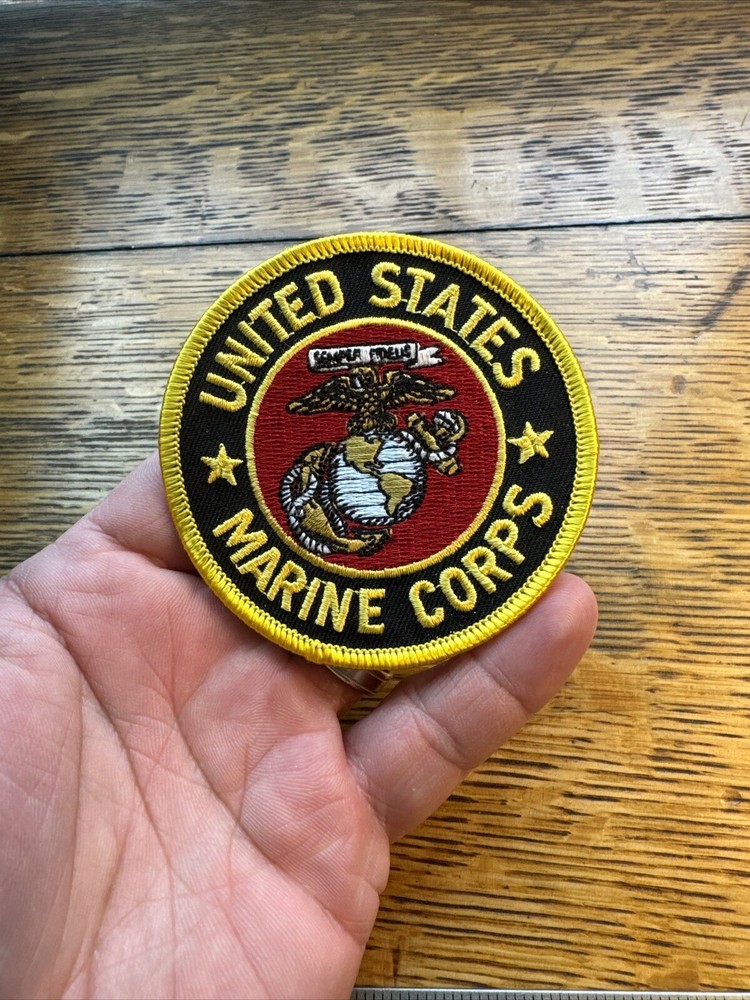 UNITED STATES
SEMPER FIDELIS
MARINE CORPS